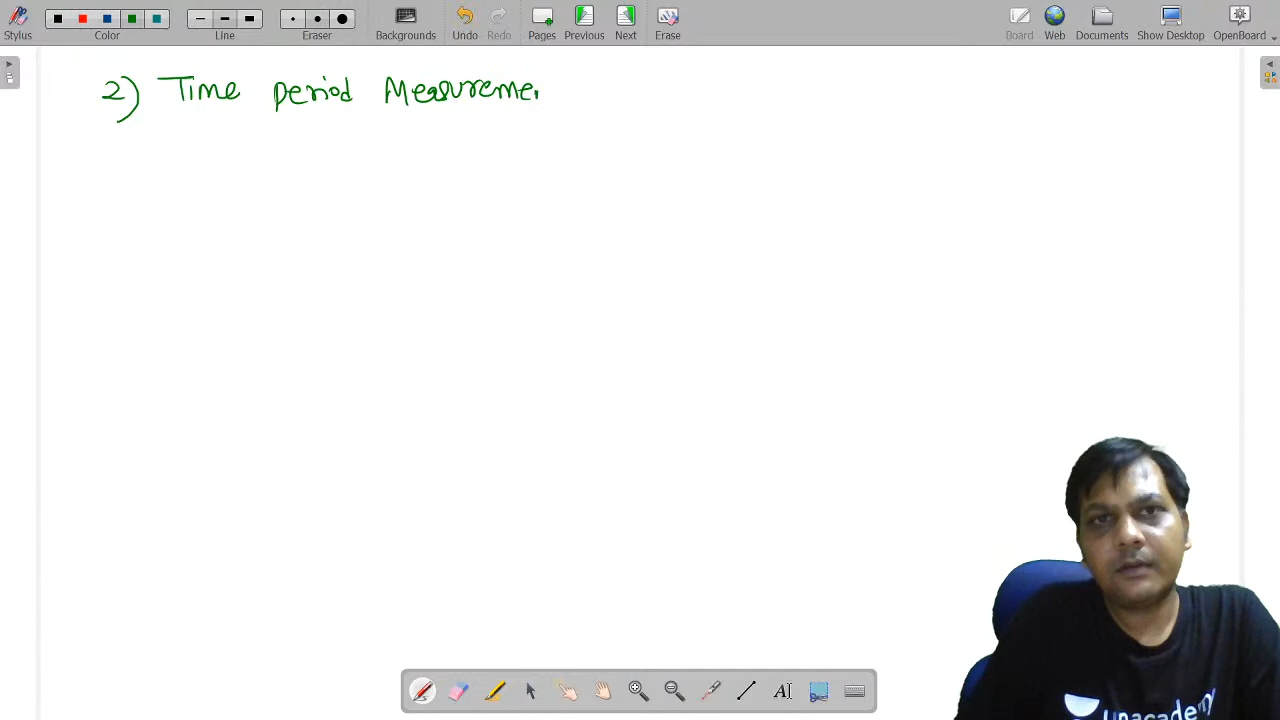 Stylus Color Line Eraser Backgrounds Undo Redo Pages Previous Next Erase Board Web Documents Show Desktop OpenBoard
2) Time period Measureme
unacademy